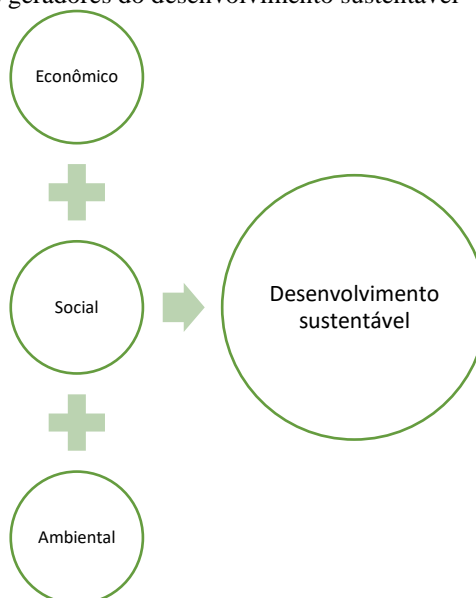 geradores do desenvolvimento sustentável
Econômico
Social
Desenvolvimento
sustentável
Ambiental